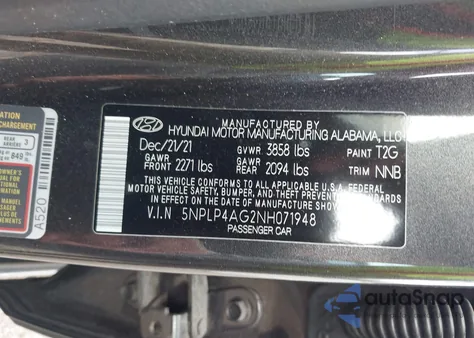 MANUFACTURED BY
HYUNDAI MOTOR MANUFACTURING ALABAMA, LLC
Dec/21/21 GVWR 3858 lbs PAINT T2G
GAWR FRONT 2271 lbs GAWR REAR 2094 lbs TRIM NNB
THIS VEHICLE CONFORMS TO ALL APPLICABLE U.S.A. FEDERAL
MOTOR VEHICLE SAFETY, BUMPER, AND THEFT PREVENTION STANDARDS
IN EFFECT ON THE DATE OF MANUFACTURE SHOWN ABOVE.
V.I.N 5NPLP4AG2NH071948
PASSENGER CAR
A520
autoSnap